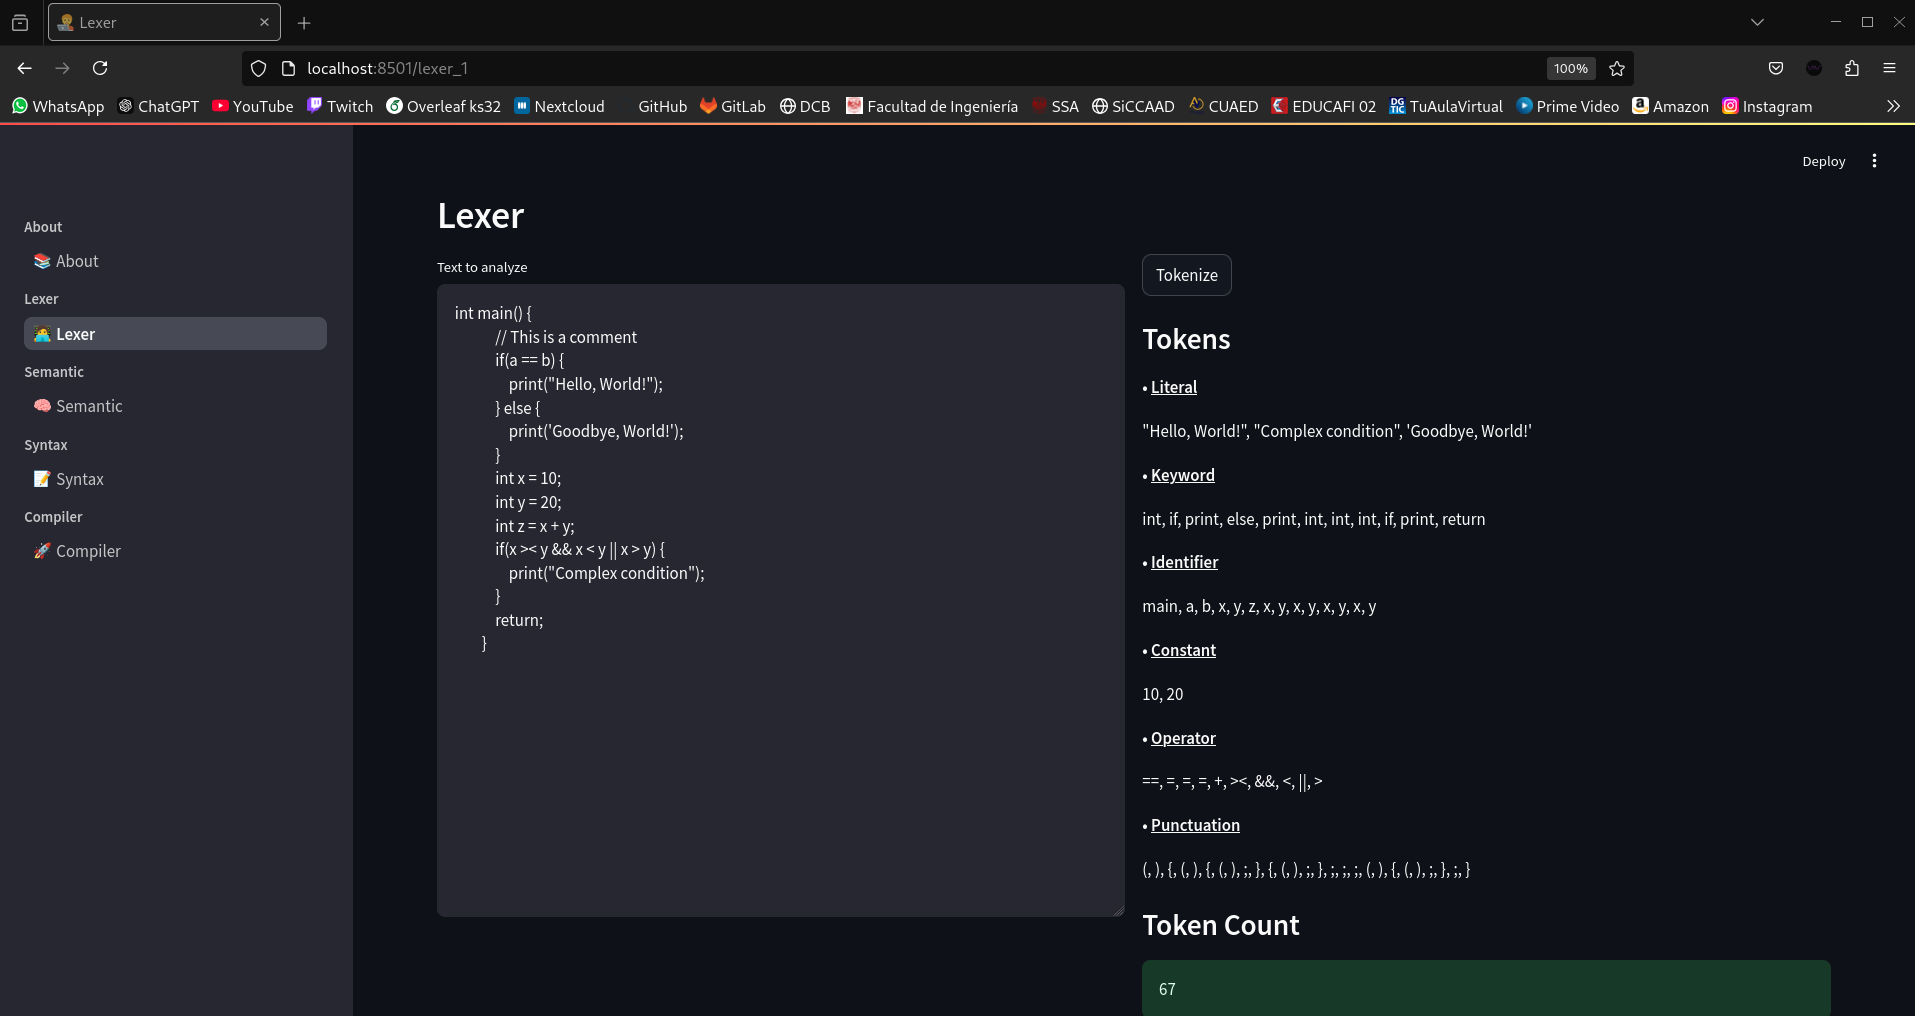 Lexer
localhost:8501/lexer_1
100%
WhatsApp ChatGPT YouTube Twitch Overleaf ks32 Nextcloud GitHub GitLab DCB Facultad de Ingeniería SSA SiCCAAD CUAED EDUCAFI 02 TuAulaVirtual Prime Video Amazon Instagram
Deploy
About
📚 About
Lexer
🧑‍💻 Lexer
Semantic
🧠 Semantic
Syntax
📝 Syntax
Compiler
🚀 Compiler
Lexer
Text to analyze
int main() {
// This is a comment
if(a == b) {
print("Hello, World!");
} else {
print('Goodbye, World!');
}
int x = 10;
int y = 20;
int z = x + y;
if(x >< y && x < y || x > y) {
print("Complex condition");
}
return;
}
Tokenize
Tokens
• Literal
"Hello, World!", "Complex condition", 'Goodbye, World!'
• Keyword
int, if, print, else, print, int, int, int, if, print, return
• Identifier
main, a, b, x, y, z, x, y, x, y, x, y, x, y
• Constant
10, 20
• Operator
==, =, =, =, +, ><, &&, <, ||, >
• Punctuation
(, ), {, (, ), {, (, ), ;, }, {, (, ), ;, }, ;, ;, ;, (, ), {, (, ), ;, }, ;, }
Token Count
67